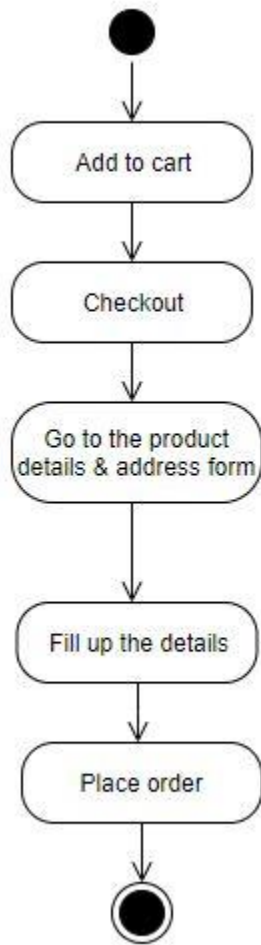 Add to cart
Checkout
Go to the product
details & address form
Fill up the details
Place order